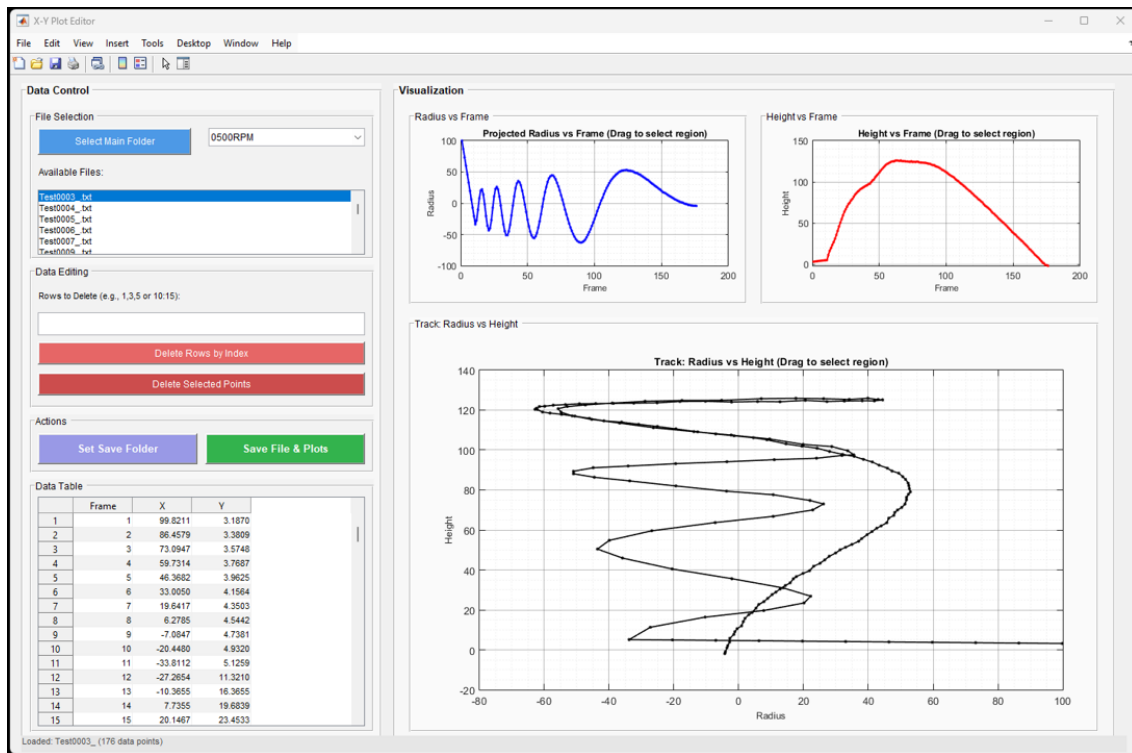 X-Y Plot Editor
File Edit View Insert Tools Desktop Window Help
Data Control
File Selection
Select Main Folder
0500RPM
Available Files:
Test0003_.txt
Test0004_.txt
Test0005_.txt
Test0006_.txt
Test0007_.txt
Test0009_.txt
Data Editing
Rows to Delete (e.g., 1,3,5 or 10:15):
Delete Rows by Index
Delete Selected Points
Actions
Set Save Folder
Save File & Plots
Data Table
Frame X Y
1 1 99.8211 3.1870
2 2 86.4579 3.3809
3 3 73.0947 3.5748
4 4 59.7314 3.7687
5 5 46.3682 3.9625
6 6 33.0050 4.1564
7 7 19.6417 4.3503
8 8 6.2785 4.5442
9 9 -7.0847 4.7381
10 10 -20.4480 4.9320
11 11 -33.8112 5.1259
12 12 -27.2654 11.3210
13 13 -10.3655 16.3655
14 14 7.7355 19.6839
15 15 20.1467 23.4533
Loaded: Test0003_ (176 data points)
Visualization
Radius vs Frame
Projected Radius vs Frame (Drag to select region)
100
50
0
-50
-100
Radius
0 50 100 150 200
Frame
Height vs Frame
Height vs Frame (Drag to select region)
150
100
50
0
Height
0 50 100 150 200
Frame
Track: Radius vs Height
Track: Radius vs Height (Drag to select region)
140
120
100
80
60
40
20
0
-20
Height
-80 -60 -40 -20 0 20 40 60 80 100
Radius